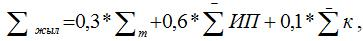 ∑ жыл =0,3*∑ т +0,6*∑̄ ИП+0,1*∑̄ к ,